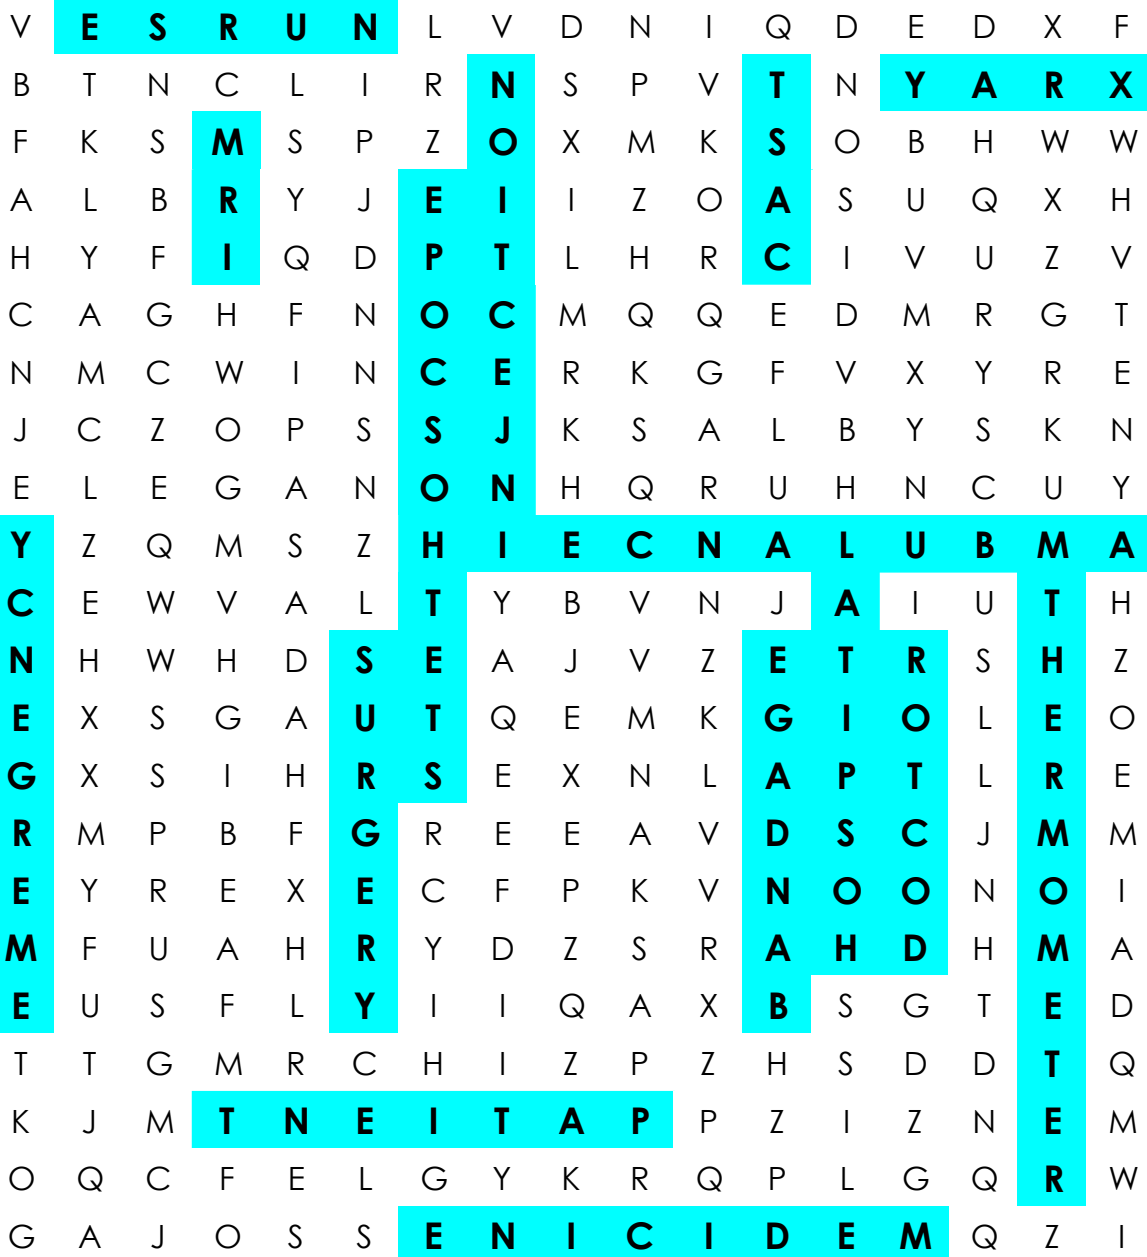 V E S R U N L V D N I Q D E D X F
B T N C L I R N S P V T N Y A R X
F K S M S P Z O X M K S O B H W W
A L B R Y J E I I Z O A S U Q X H
H Y F I Q D P T L H R C I V U Z V
C A G H F N O C M Q Q E D M R G T
N M C W I N C E R K G F V X Y R E
J C Z O P S S J K S A L B Y S K N
E L E G A N O N H Q R U H N C U Y
Y Z Q M S Z H I E C N A L U B M A
C E W V A L T Y B V N J A I U T H
N H W H D S E A J V Z E T R S H Z
E X S G A U T Q E M K G I O L E O
G X S I H R S E X N L A P T L R E
R M P B F G R E E A V D S C J M M
E Y R E X E C F P K V N O O N O I
M F U A H R Y D Z S R A H D H M A
E U S F L Y I I Q A X B S G T E D
T T G M R C H I Z P Z H S D D T Q
K J M T N E I T A P P Z I Z N E M
O Q C F E L G Y K R Q P L G Q R W
G A J O S S E N I C I D E M Q Z I